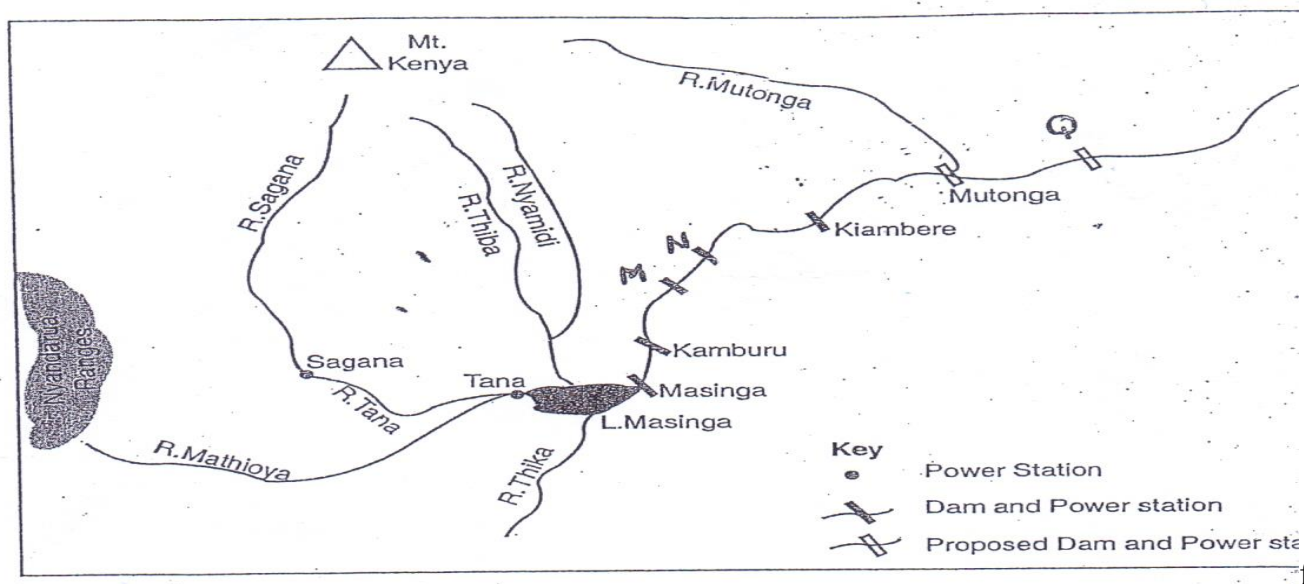 Mt.
Kenya
R.Mutonga
Q
R.Sagana
R.Thiba
R.Nyamidi
Mutonga
Kiambere
N
M
Nyandarua
Ranges
Kamburu
Sagana
Tana
Masinga
R.Tana
L.Masinga
R.Mathioya
R.Thika
Key
Power Station
Dam and Power station
Proposed Dam and Power sta